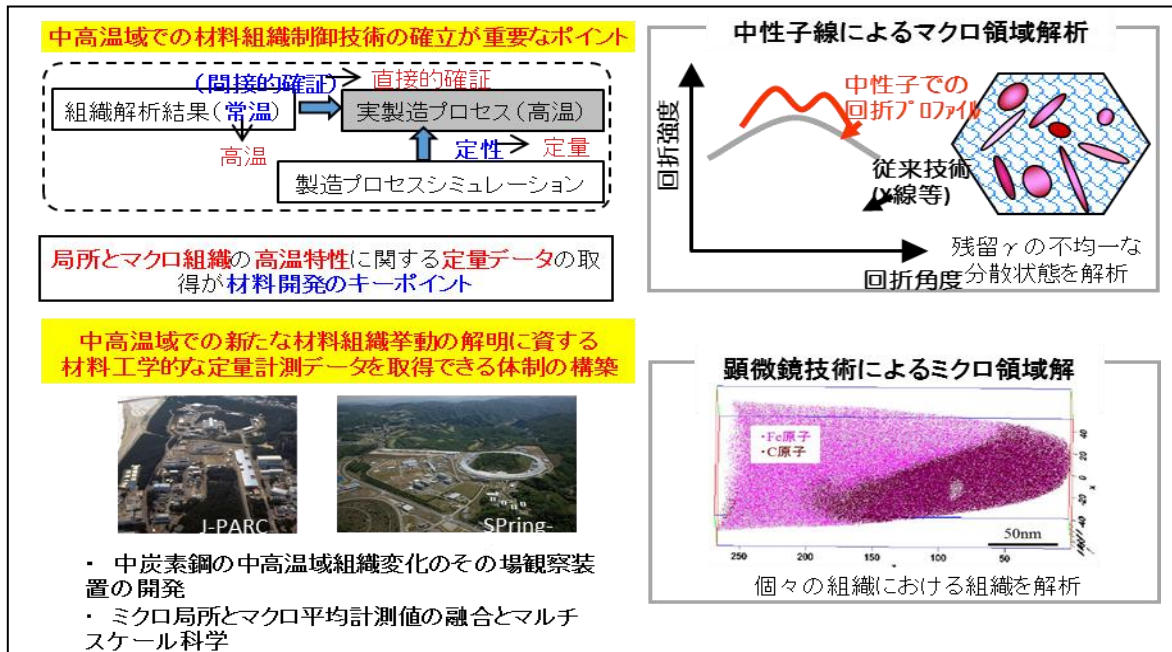 中高温域での材料組織制御技術の確立が重要なポイント
(間接的確証)
直接的確証
組織解析結果(常温)
実製造プロセス(高温)
高温
定性
定量
製造プロセスシミュレーション
局所とマクロ組織の高温特性に関する定量データの取
得が材料開発のキーポイント
中高温域での新たな材料組織挙動の解明に資する
材料工学的な定量計測データを取得できる体制の構築
J-PARC
SPring-
・ 中炭素鋼の中高温域組織変化のその場観察装
置の開発
・ ミクロ局所とマクロ平均計測値の融合とマルチ
スケール科学
中性子線によるマクロ領域解析
回折強度
中性子での
回折プロファイル
従来技術
(X線等)
回折角度
残留γの不均一な
分散状態を解析
顕微鏡技術によるミクロ領域解
・Fe原子
・C原子
40
20
0
-20
x
50nm
250
200
150
100
50
個々の組織における組織を解析